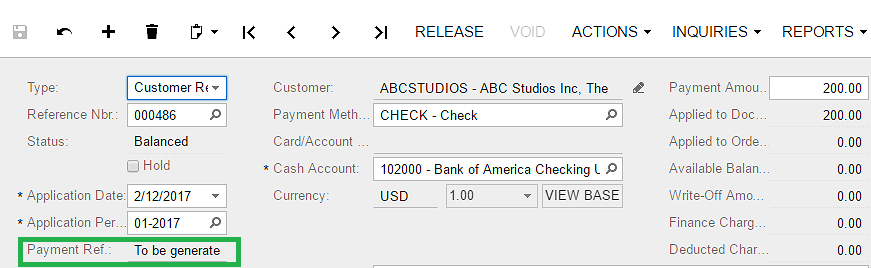 RELEASE VOID ACTIONS INQUIRIES REPORTS
Type: Customer Re
Reference Nbr.: 000486
Status: Balanced
Hold
* Application Date: 2/12/2017
* Application Per... 01-2017
Payment Ref.: To be generate
Customer: ABCSTUDIOS - ABC Studios Inc, The
Payment Meth... CHECK - Check
Card/Account ...
* Cash Account: 102000 - Bank of America Checking U
Currency: USD 1.00 VIEW BASE
Payment Amou... 200.00
Applied to Doc... 200.00
Applied to Orde... 0.00
Available Balan... 0.00
Write-Off Amo... 0.00
Finance Charg... 0.00
Deducted Char... 0.00